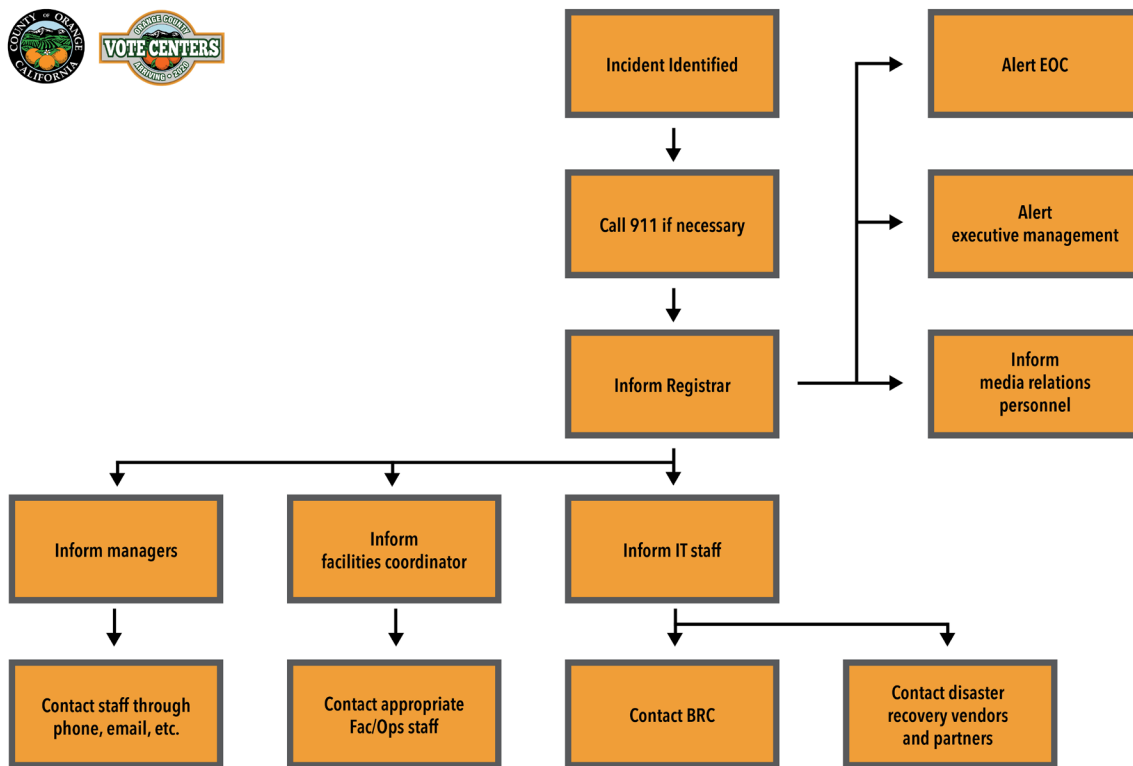 COUNTY OF ORANGE
CALIFORNIA
ORANGE COUNTY
VOTE CENTERS
ARRIVING • 2020
Incident Identified
Alert EOC
Call 911 if necessary
Alert
executive management
Inform Registrar
Inform
media relations
personnel
Inform managers
Inform
facilities coordinator
Inform IT staff
Contact staff through
phone, email, etc.
Contact appropriate
Fac/Ops staff
Contact BRC
Contact disaster
recovery vendors
and partners